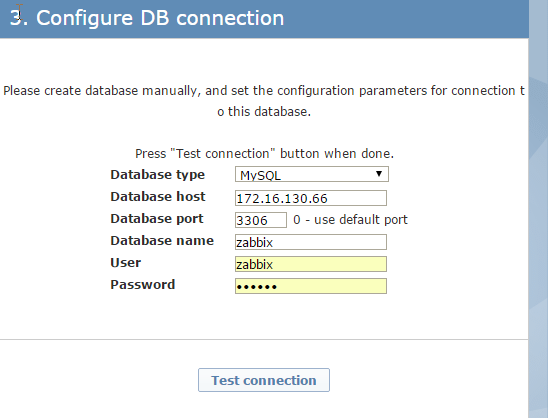 3. Configure DB connection
Please create database manually, and set the configuration parameters for connection t
o this database.
Press "Test connection" button when done.
Database type MySQL
Database host 172.16.130.66
Database port 3306 0 - use default port
Database name zabbix
User zabbix
Password ••••••
Test connection